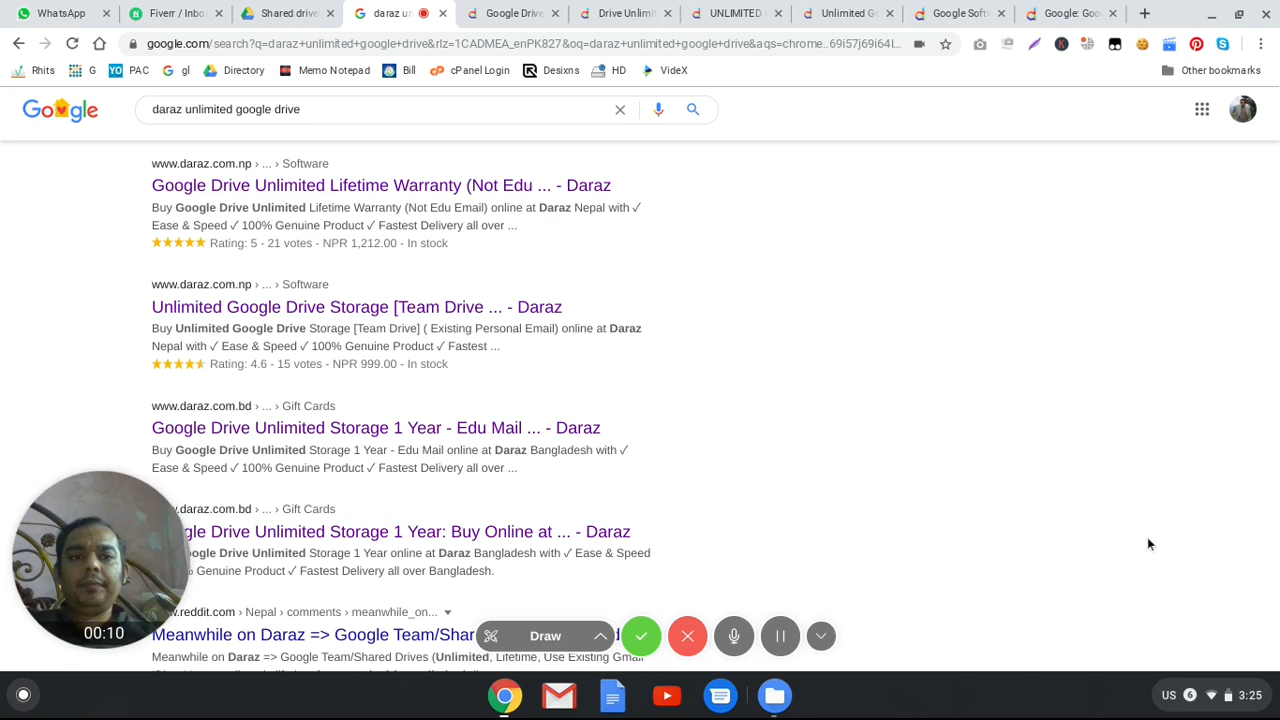 WhatsApp
Fiverr / Inbo
Shared drive
daraz un
Google Drive
Drive Unlimit
UNLIMITED
Unlimited Go
Google Soft
Google: Goo
google.com/search?q=daraz+unlimited+google+drive&rlz=1CADMEA_enPK827&oq=daraz+unlimited+google+drive&aqs=chrome..69i57j69i64l...
Rhits
G
PAC
gl
Directory
Memo Notepad
Bill
cPanel Login
Desixns
HD
VideX
Other bookmarks
Google
daraz unlimited google drive
www.daraz.com.np › ... › Software
Google Drive Unlimited Lifetime Warranty (Not Edu ... - Daraz
Buy Google Drive Unlimited Lifetime Warranty (Not Edu Email) online at Daraz Nepal with ✓
Ease & Speed ✓ 100% Genuine Product ✓ Fastest Delivery all over ...
Rating: 5 - 21 votes - NPR 1,212.00 - In stock
www.daraz.com.np › ... › Software
Unlimited Google Drive Storage [Team Drive ... - Daraz
Buy Unlimited Google Drive Storage [Team Drive] ( Existing Personal Email) online at Daraz
Nepal with ✓ Ease & Speed ✓ 100% Genuine Product ✓ Fastest ...
Rating: 4.6 - 15 votes - NPR 999.00 - In stock
www.daraz.com.bd › ... › Gift Cards
Google Drive Unlimited Storage 1 Year - Edu Mail ... - Daraz
Buy Google Drive Unlimited Storage 1 Year - Edu Mail online at Daraz Bangladesh with ✓
Ease & Speed ✓ 100% Genuine Product ✓ Fastest Delivery all over ...
.daraz.com.bd › ... › Gift Cards
gle Drive Unlimited Storage 1 Year: Buy Online at ... - Daraz
oogle Drive Unlimited Storage 1 Year online at Daraz Bangladesh with ✓ Ease & Speed
Genuine Product ✓ Fastest Delivery all over Bangladesh.
.reddit.com › Nepal › comments › meanwhile_on...
Meanwhile on Daraz => Google Team/Shar
Meanwhile on Daraz => Google Team/Shared Drives (Unlimited, Lifetime, Use Existing Gmail
00:10
Draw
US
6
3:25